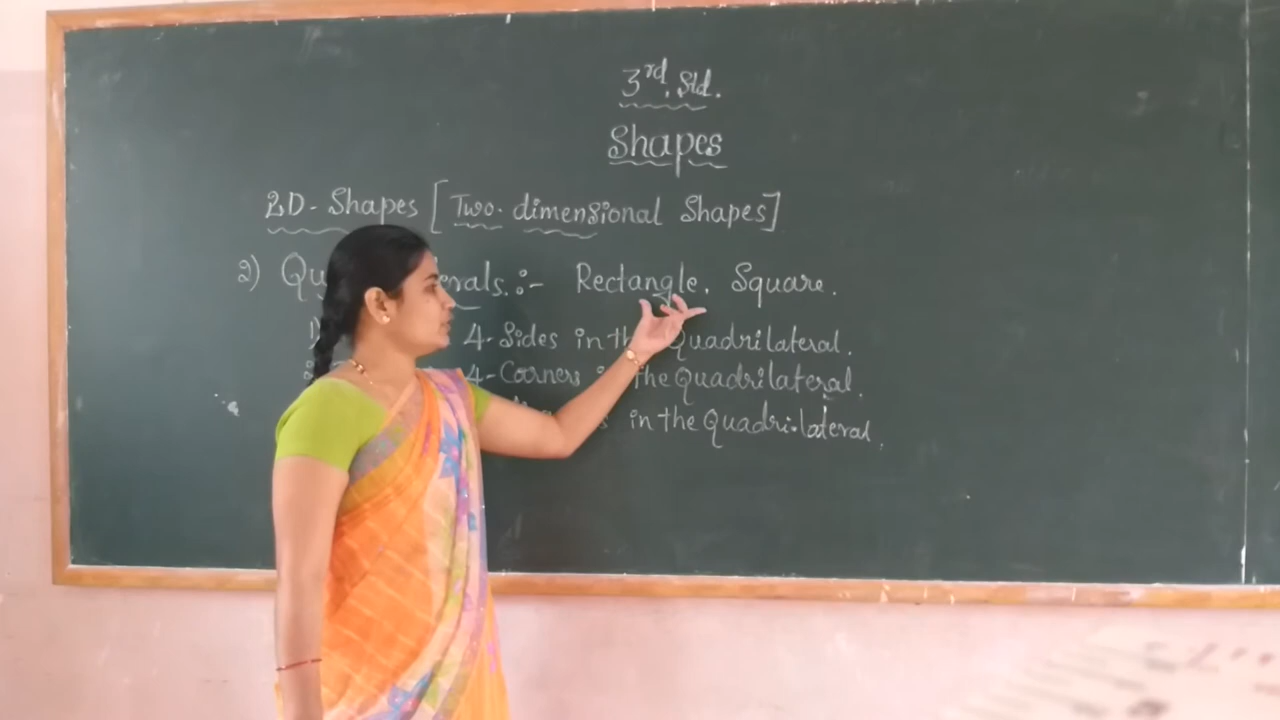 3rd. Std.
Shapes
2D- Shapes [Two. dimensional Shapes]
2) :- Rectangle, Square.
4-Sides in the Quadrilateral.
4-Corners in the Quadrilateral.
in the Quadrilateral.